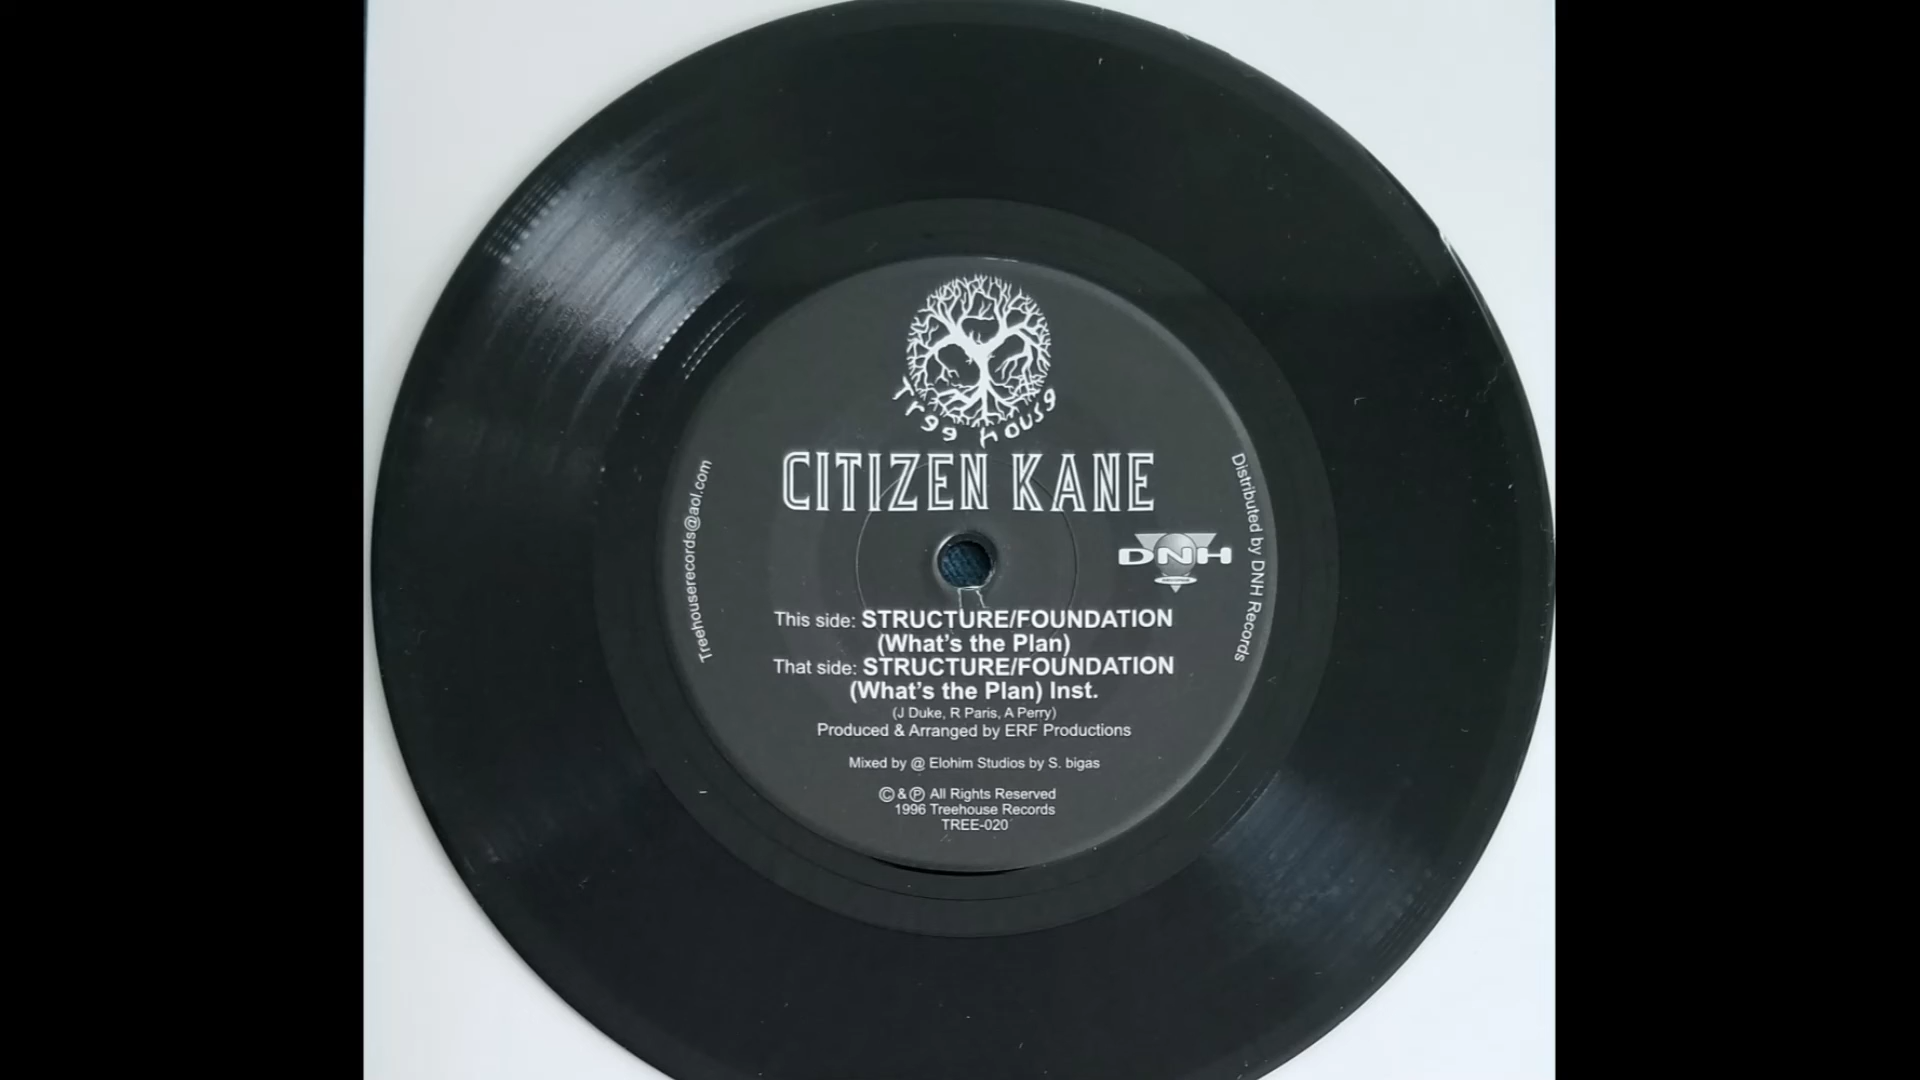 Tree house
CITIZEN KANE
Treehouserecords@aol.com
Distributed by DNH Records
DNH
This side: STRUCTURE/FOUNDATION
(What's the Plan)
That side: STRUCTURE/FOUNDATION
(What's the Plan) Inst.
(J Duke, R Paris, A Perry)
Produced & Arranged by ERF Productions
Mixed by @ Elohim Studios by S. bigas
© & ℗ All Rights Reserved
1996 Treehouse Records
TREE-020